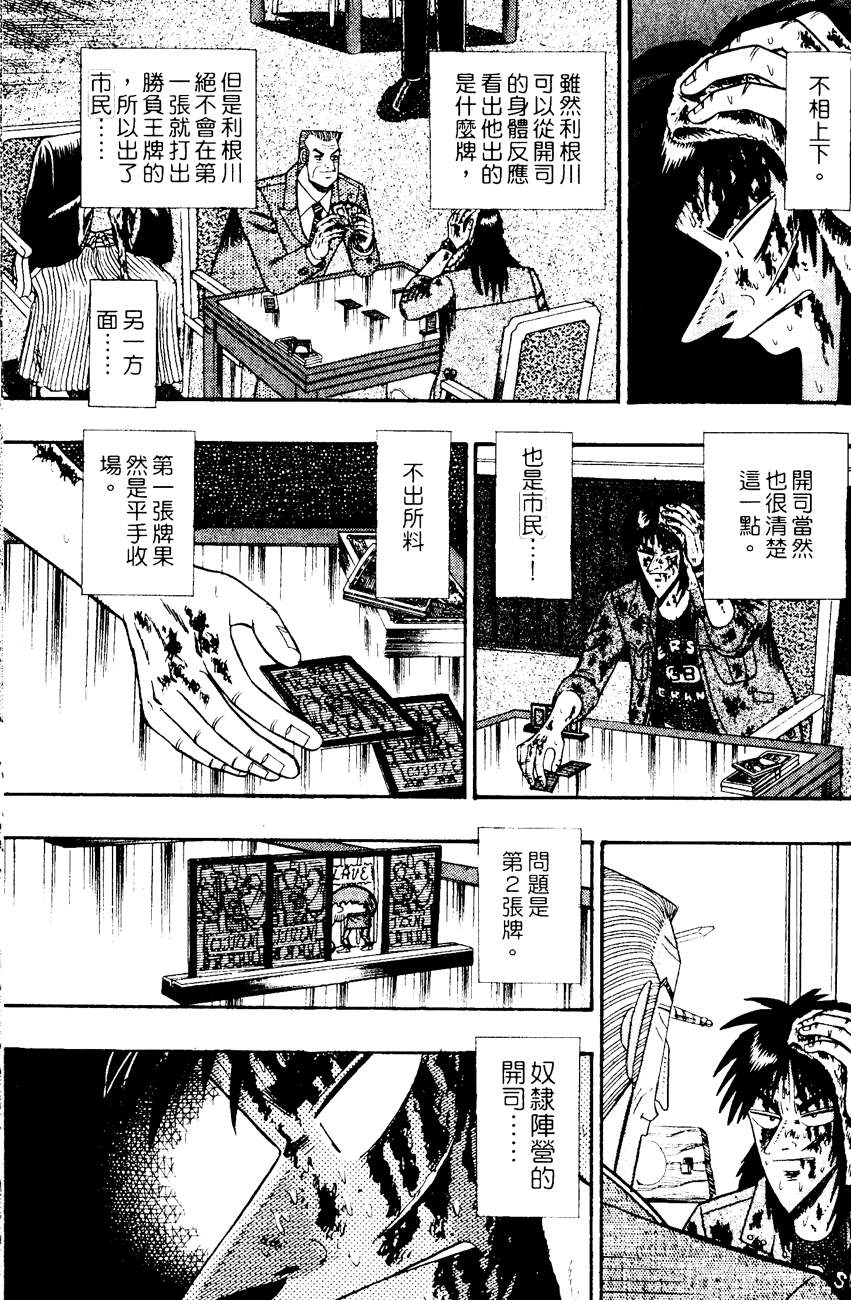 不相上下。
雖然利根川
可以從開司
的身體反應
看出他出的
是什麼牌，
但是利根川
絕不會在第
一張就打出
勝負王牌的
，所以出了
市民……
另一方
面……
開司當然
也很清楚
這一點。
也是市民…！
不出所料
第一張牌果
然是平手收
場。
問題是
第2張牌。
奴隸陣營的
開司……